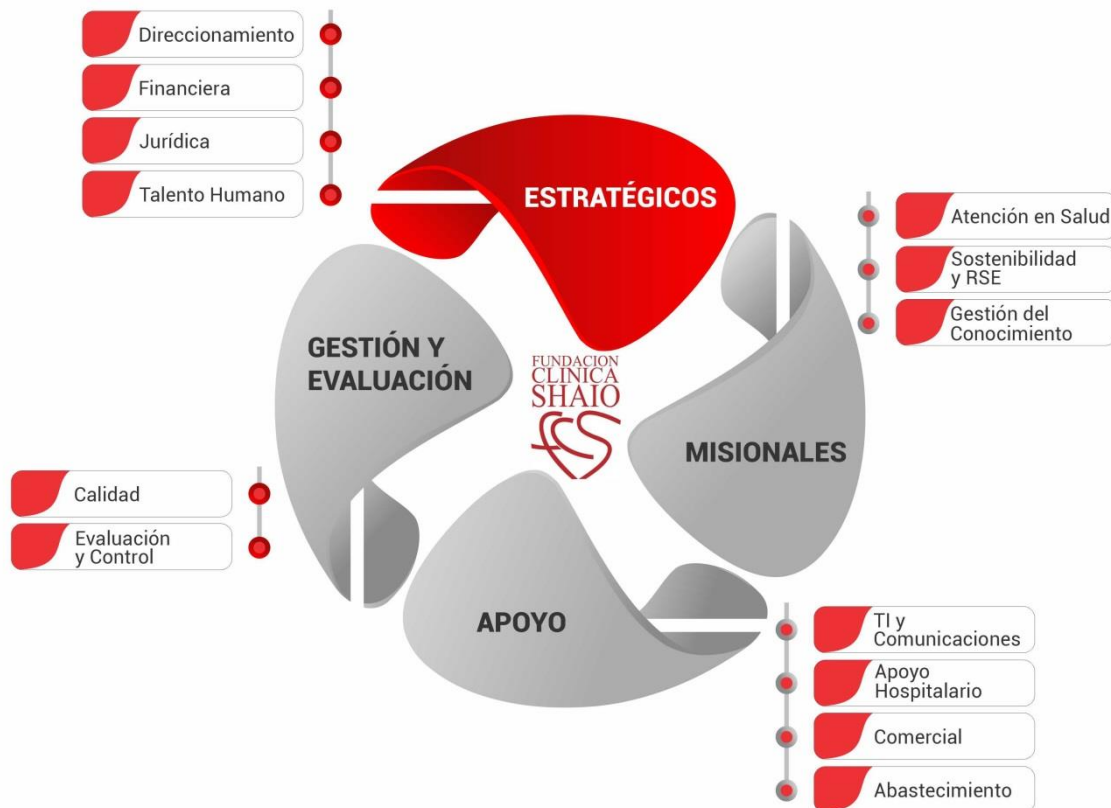 Direccionamiento
Financiera
Jurídica
Talento Humano
ESTRATÉGICOS
Atención en Salud
Sostenibilidad
y RSE
Gestión del
Conocimiento
GESTIÓN Y
EVALUACIÓN
FUNDACION
CLINICA
SHAIO
MISIONALES
Calidad
Evaluación
y Control
APOYO
TI y
Comunicaciones
Apoyo
Hospitalario
Comercial
Abastecimiento